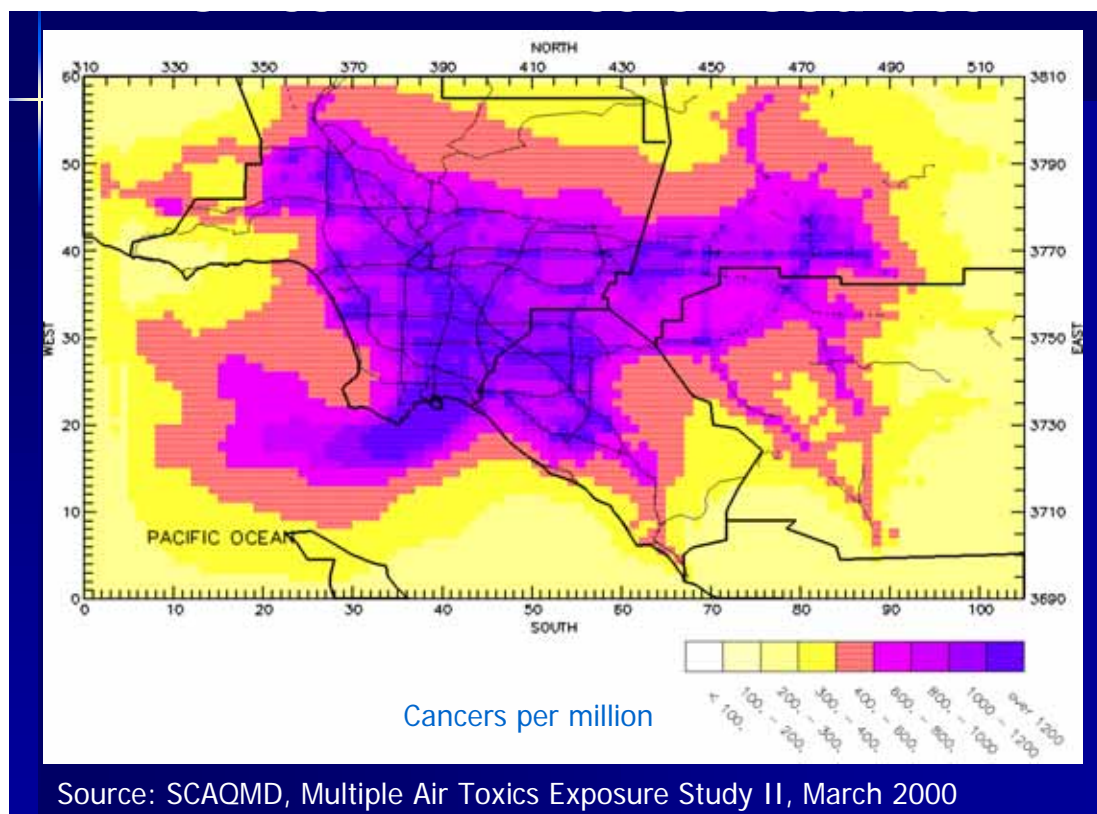 NORTH
310 330 350 370 390 410 430 450 470 490 510
60 3810
50 3790
40 3770
WEST
30 3750
EAST
20 3730
10 3710
PACIFIC OCEAN
0 3690
0 10 20 30 40 50 60 70 80 90 100
SOUTH
< 100.
100. - 200.
200. - 300.
300. - 400.
400. - 600.
600. - 800.
800. - 1000
1000 - 1200
over 1200
Cancers per million
Source: SCAQMD, Multiple Air Toxics Exposure Study II, March 2000